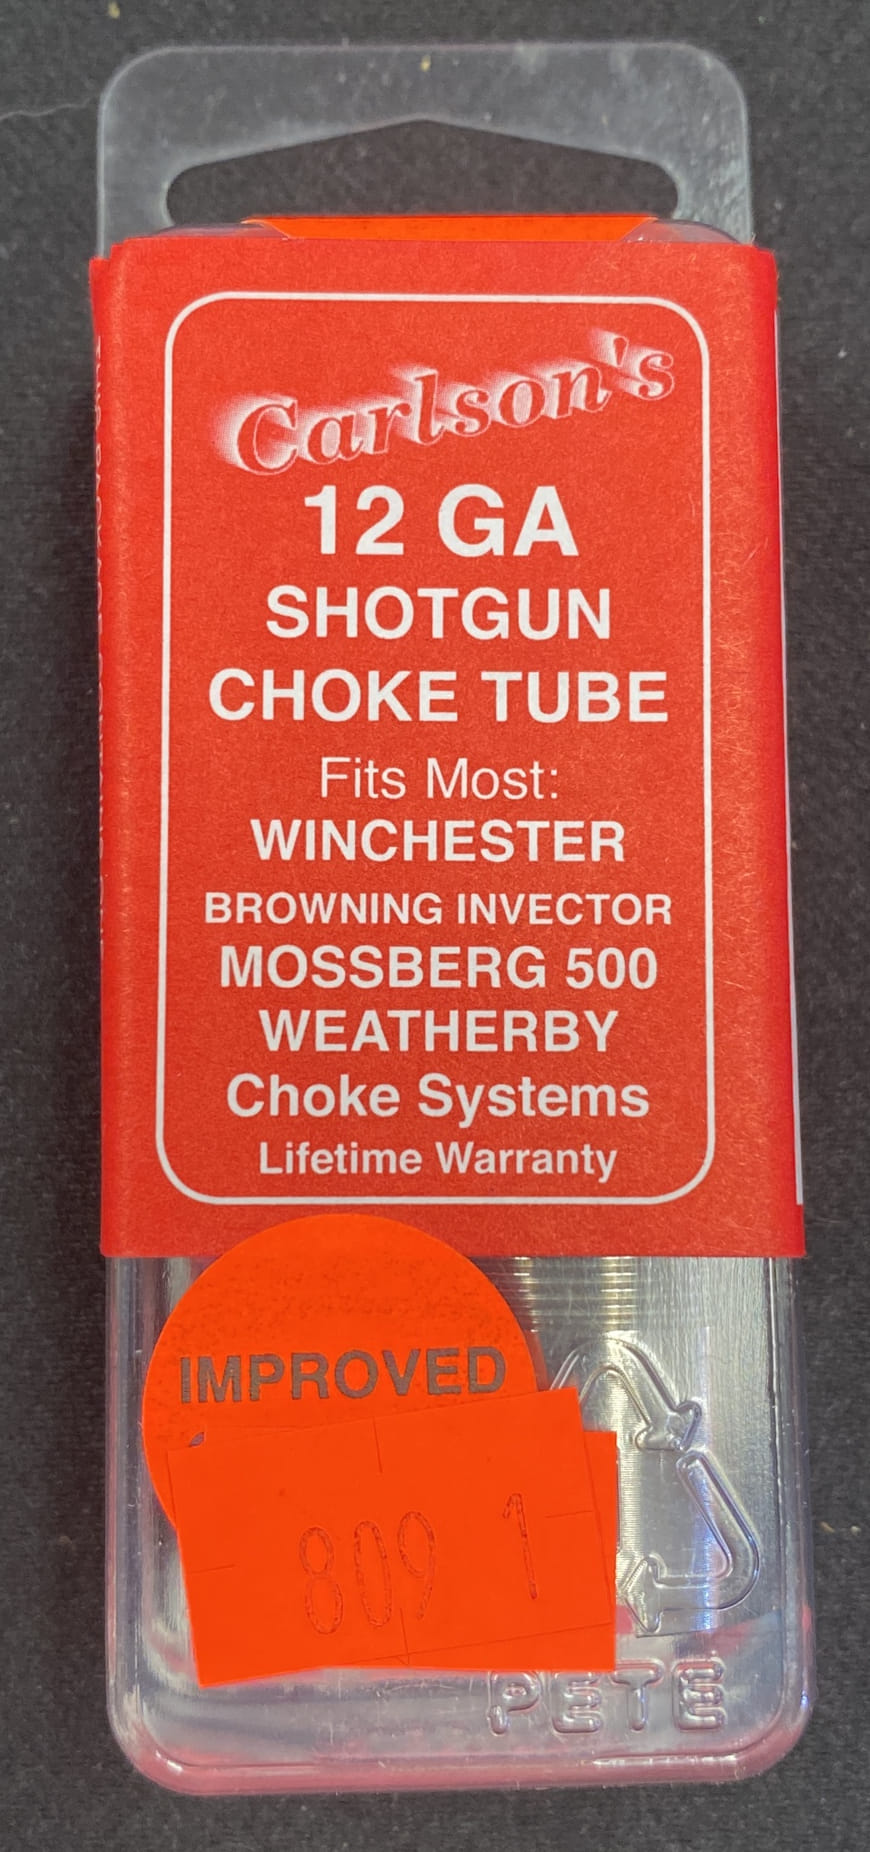 Carlson's
12 GA
SHOTGUN
CHOKE TUBE
Fits Most:
WINCHESTER
BROWNING INVECTOR
MOSSBERG 500
WEATHERBY
Choke Systems
Lifetime Warranty
IMPROVED
809 1
PETE